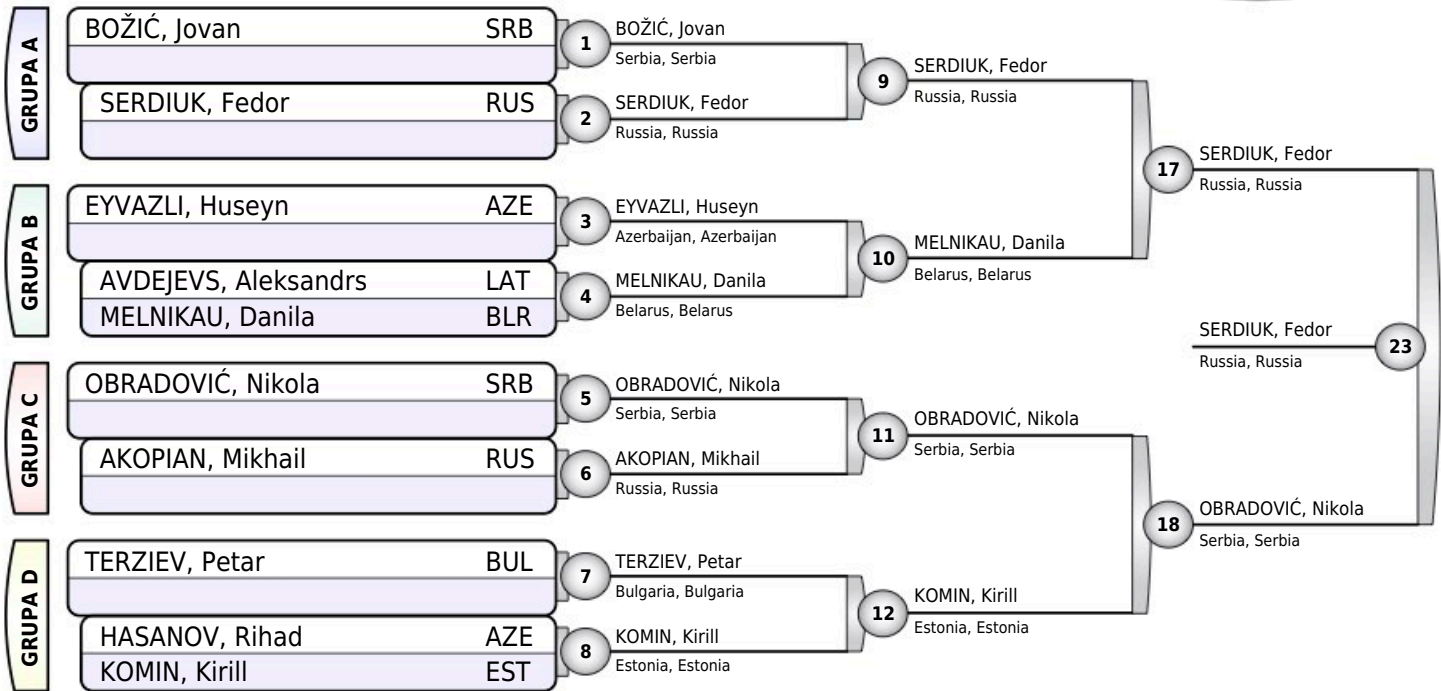 GRUPA A
BOŽIĆ, Jovan SRB
SERDIUK, Fedor RUS
1
BOŽIĆ, Jovan
Serbia, Serbia
2
SERDIUK, Fedor
Russia, Russia
9
SERDIUK, Fedor
Russia, Russia
GRUPA B
EYVAZLI, Huseyn AZE
AVDEJEVS, Aleksandrs LAT
MELNIKAU, Danila BLR
3
EYVAZLI, Huseyn
Azerbaijan, Azerbaijan
4
MELNIKAU, Danila
Belarus, Belarus
10
MELNIKAU, Danila
Belarus, Belarus
17
SERDIUK, Fedor
Russia, Russia
GRUPA C
OBRADOVIĆ, Nikola SRB
AKOPIAN, Mikhail RUS
5
OBRADOVIĆ, Nikola
Serbia, Serbia
6
AKOPIAN, Mikhail
Russia, Russia
11
OBRADOVIĆ, Nikola
Serbia, Serbia
GRUPA D
TERZIEV, Petar BUL
HASANOV, Rihad AZE
KOMIN, Kirill EST
7
TERZIEV, Petar
Bulgaria, Bulgaria
8
KOMIN, Kirill
Estonia, Estonia
12
KOMIN, Kirill
Estonia, Estonia
18
OBRADOVIĆ, Nikola
Serbia, Serbia
SERDIUK, Fedor
Russia, Russia
23